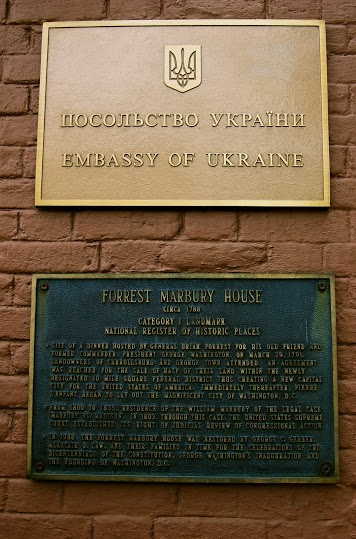 ПОСОЛЬСТВО УКРАЇНИ
EMBASSY OF UKRAINE
FORREST MARBURY HOUSE
CIRCA 1788
CATEGORY I LANDMARK
NATIONAL REGISTER OF HISTORIC PLACES
SITE OF A DINNER HOSTED BY GENERAL URIAH FORREST FOR HIS OLD FRIEND AND
FORMER COMMANDER, PRESIDENT GEORGE WASHINGTON, ON MARCH 29, 1791.
LANDOWNERS OF CARROLLSBURG AND GEORGE TOWN ATTENDED & AN AGREEMENT
WAS REACHED FOR THE SALE OF HALF OF THEIR LAND WITHIN THE NEWLY
DESIGNATED 10 MILE SQUARE FEDERAL DISTRICT, THUS CREATING A NEW CAPITAL
CITY FOR THE UNITED STATES OF AMERICA. IMMEDIATELY THEREAFTER PIERRE
L'ENFANT BEGAN TO LAY OUT THE MAGNIFICENT CITY OF WASHINGTON, D.C.
FROM 1800 TO 1835, RESIDENCE OF THE WILLIAM MARBURY OF THE LEGAL CASE
MARBURY VS. MADISON. IN 1803, THROUGH THIS CASE, THE UNITED STATES SUPREME
COURT ESTABLISHED ITS RIGHT OF JUDICIAL REVIEW OF CONGRESSIONAL ACTION.
IN 1988, THE FORREST MARBURY HOUSE WAS RESTORED BY GEORGE C.
LAW, AND THEIR FAMILIES IN TIME FOR THE CELEBRATIONS OF THE
BICENTENNIALS OF THE CONSTITUTION, GEORGE WASHINGTON'S INAUGURATION AND
THE FOUNDING OF WASHINGTON, D.C.